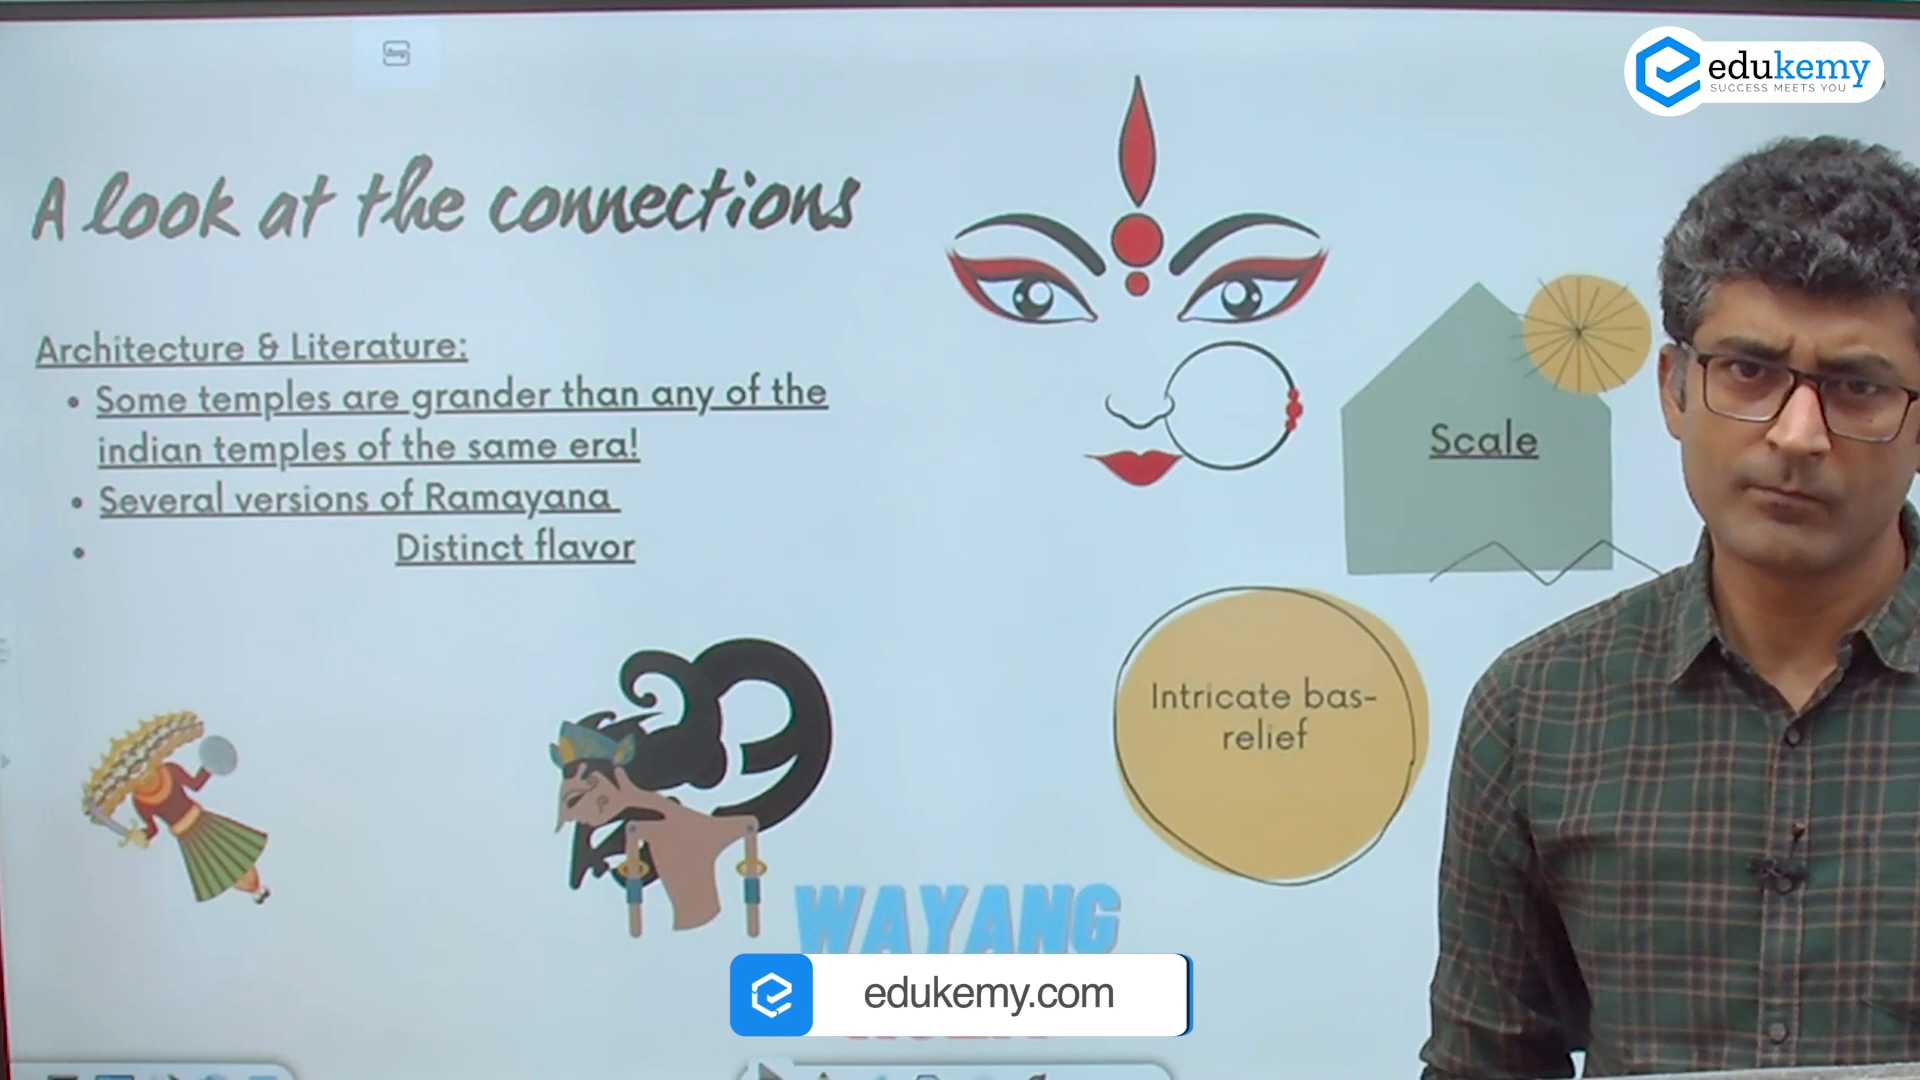 edukemy
SUCCESS MEETS YOU
A look at the connections
Architecture & Literature:
• Some temples are grander than any of the
indian temples of the same era!
• Several versions of Ramayana
• Distinct flavor
Scale
Intricate bas-
relief
WAYANG
edukemy.com